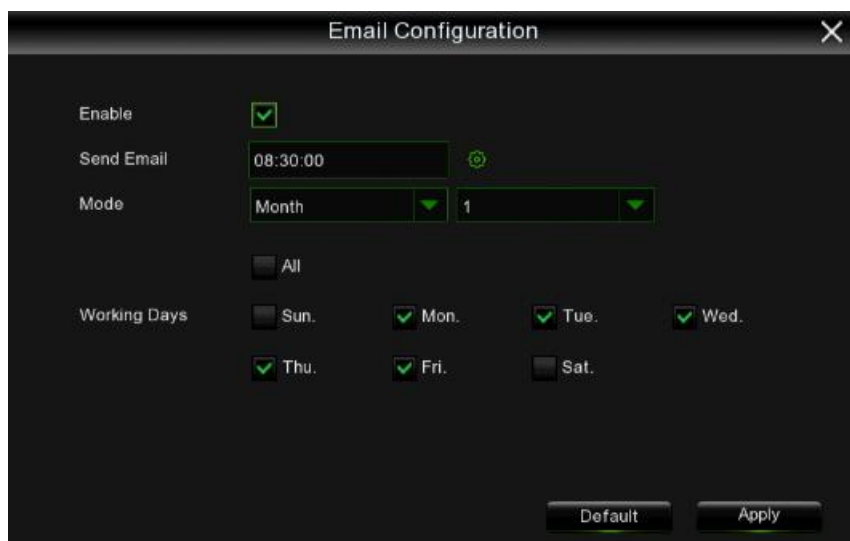 Email Configuration
Enable
Send Email 08:30:00
Mode Month 1
All
Working Days Sun. Mon. Tue. Wed.
Thu. Fri. Sat.
Default Apply